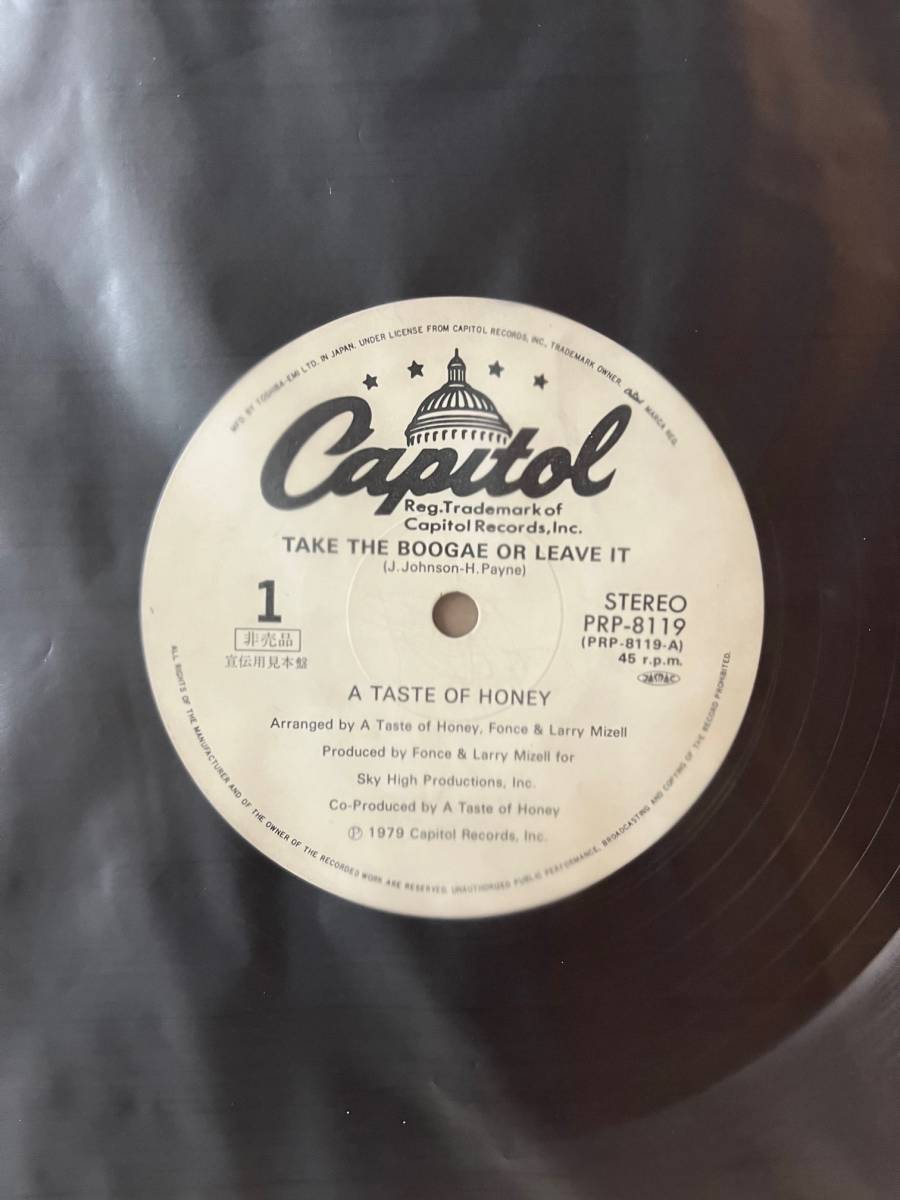 MFD. BY TOSHIBA-EMI LTD. IN JAPAN. UNDER LICENSE FROM CAPITOL RECORDS, INC., TRADEMARK OWNER. Capitol MARCA REG.
Capitol
Reg.Trademark of
Capitol Records,Inc.
TAKE THE BOOGAE OR LEAVE IT
(J.Johnson-H.Payne)
1
非売品
宣伝用見本盤
STEREO
PRP-8119
(PRP-8119-A)
45 r.p.m.
JASRAC
A TASTE OF HONEY
Arranged by A Taste of Honey, Fonce & Larry Mizell
Produced by Fonce & Larry Mizell for
Sky High Productions, Inc.
Co-Produced by A Taste of Honey
Ⓟ 1979 Capitol Records, Inc.
ALL RIGHTS OF THE MANUFACTURER AND OF THE OWNER OF THE RECORDED WORK ARE RESERVED. UNAUTHORIZED PUBLIC PERFORMANCE, BROADCASTING AND COPYING OF THE RECORD PROHIBITED.